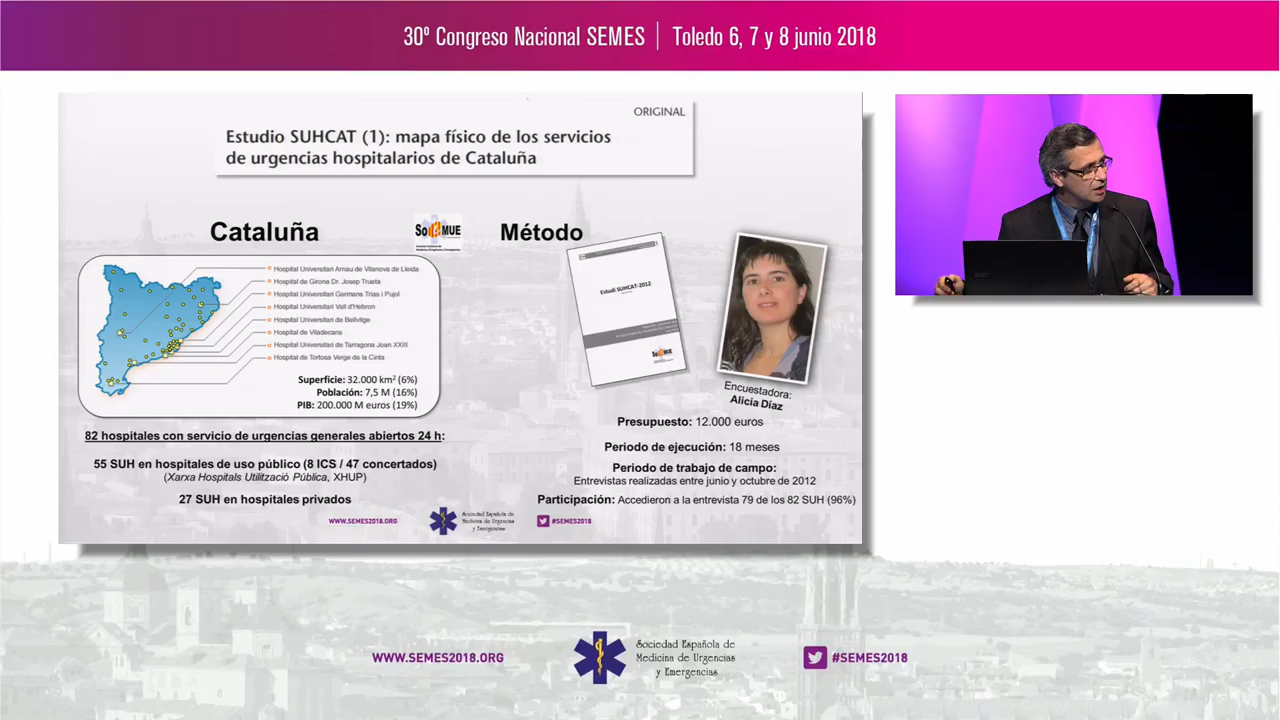 30º Congreso Nacional SEMES | Toledo 6, 7 y 8 junio 2018
ORIGINAL
Estudio SUHCAT (1): mapa físico de los servicios
de urgencias hospitalarios de Cataluña
Cataluña
SoCMUE
Método
Hospital Universitari Arnau de Vilanova de Lleida
Hospital de Girona Dr. Josep Trueta
Hospital Universitari Germans Trias i Pujol
Hospital Universitari Vall d'Hebron
Hospital Universitari de Bellvitge
Hospital de Viladecans
Hospital Universitari de Tarragona Joan XXIII
Hospital de Tortosa Verge de la Cinta
Superficie: 32.000 km² (6%)
Población: 7,5 M (16%)
PIB: 200.000 M euros (19%)
82 hospitales con servicio de urgencias generales abiertos 24 h:
55 SUH en hospitales de uso público (8 ICS / 47 concertados)
(Xarxa Hospitals Utilització Pública, XHUP)
27 SUH en hospitales privados
Estudi SUHCAT-2012
Encuestadora:
Alicia Díaz
Presupuesto: 12.000 euros
Periodo de ejecución: 18 meses
Periodo de trabajo de campo:
Entrevistas realizadas entre junio y octubre de 2012
Participación: Accedieron a la entrevista 79 de los 82 SUH (96%)
WWW.SEMES2018.ORG
Sociedad Española de
Medicina de Urgencias
y Emergencias
#SEMES2018
WWW.SEMES2018.ORG
Sociedad Española de
Medicina de Urgencias
y Emergencias
#SEMES2018